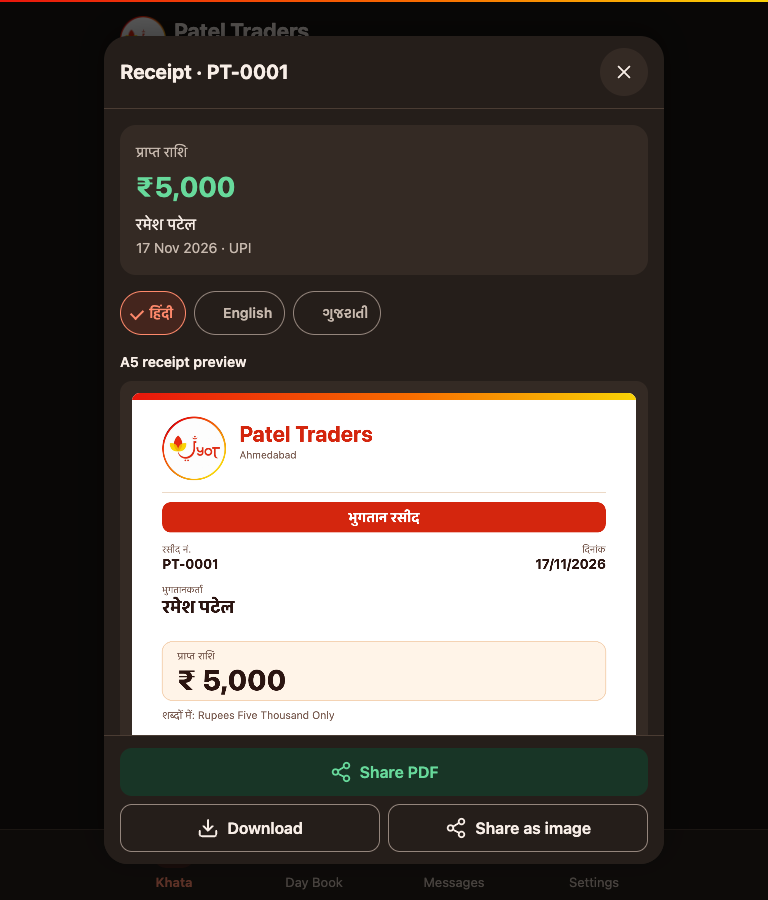 Patel Traders
Receipt · PT-0001
प्राप्त राशि
₹5,000
रमेश पटेल
17 Nov 2026 · UPI
हिंदी
English
ગુજરાતી
A5 receipt preview
Jyot
Patel Traders
Ahmedabad
भुगतान रसीद
रसीद नं.
दिनांक
PT-0001
17/11/2026
भुगतानकर्ता
रमेश पटेल
प्राप्त राशि
₹ 5,000
शब्दों में: Rupees Five Thousand Only
Share PDF
Download
Share as image
Khata
Day Book
Messages
Settings